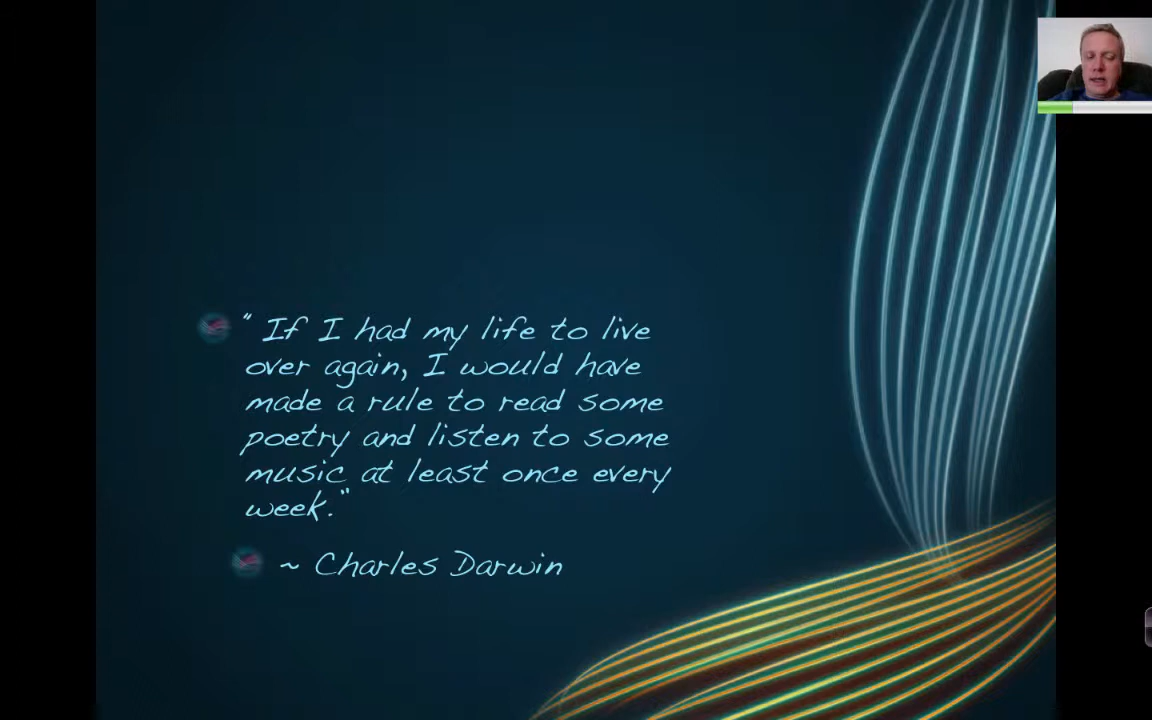 " If I had my life to live
over again, I would have
made a rule to read some
poetry and listen to some
music at least once every
week."
~ Charles Darwin